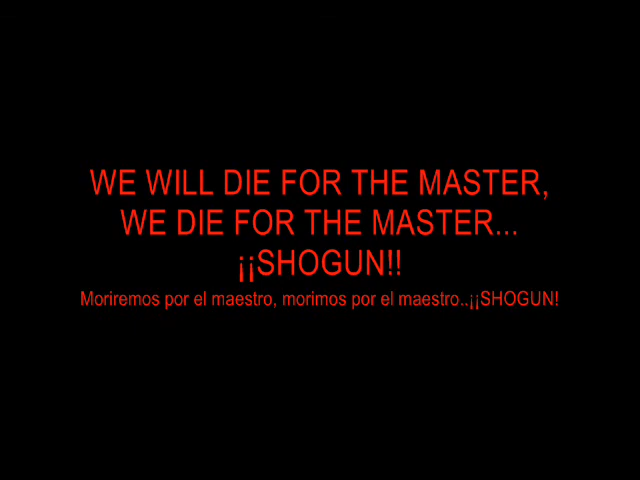 WE WILL DIE FOR THE MASTER,
WE DIE FOR THE MASTER...
¡¡SHOGUN!!
Moriremos por el maestro, morimos por el maestro..¡¡SHOGUN!